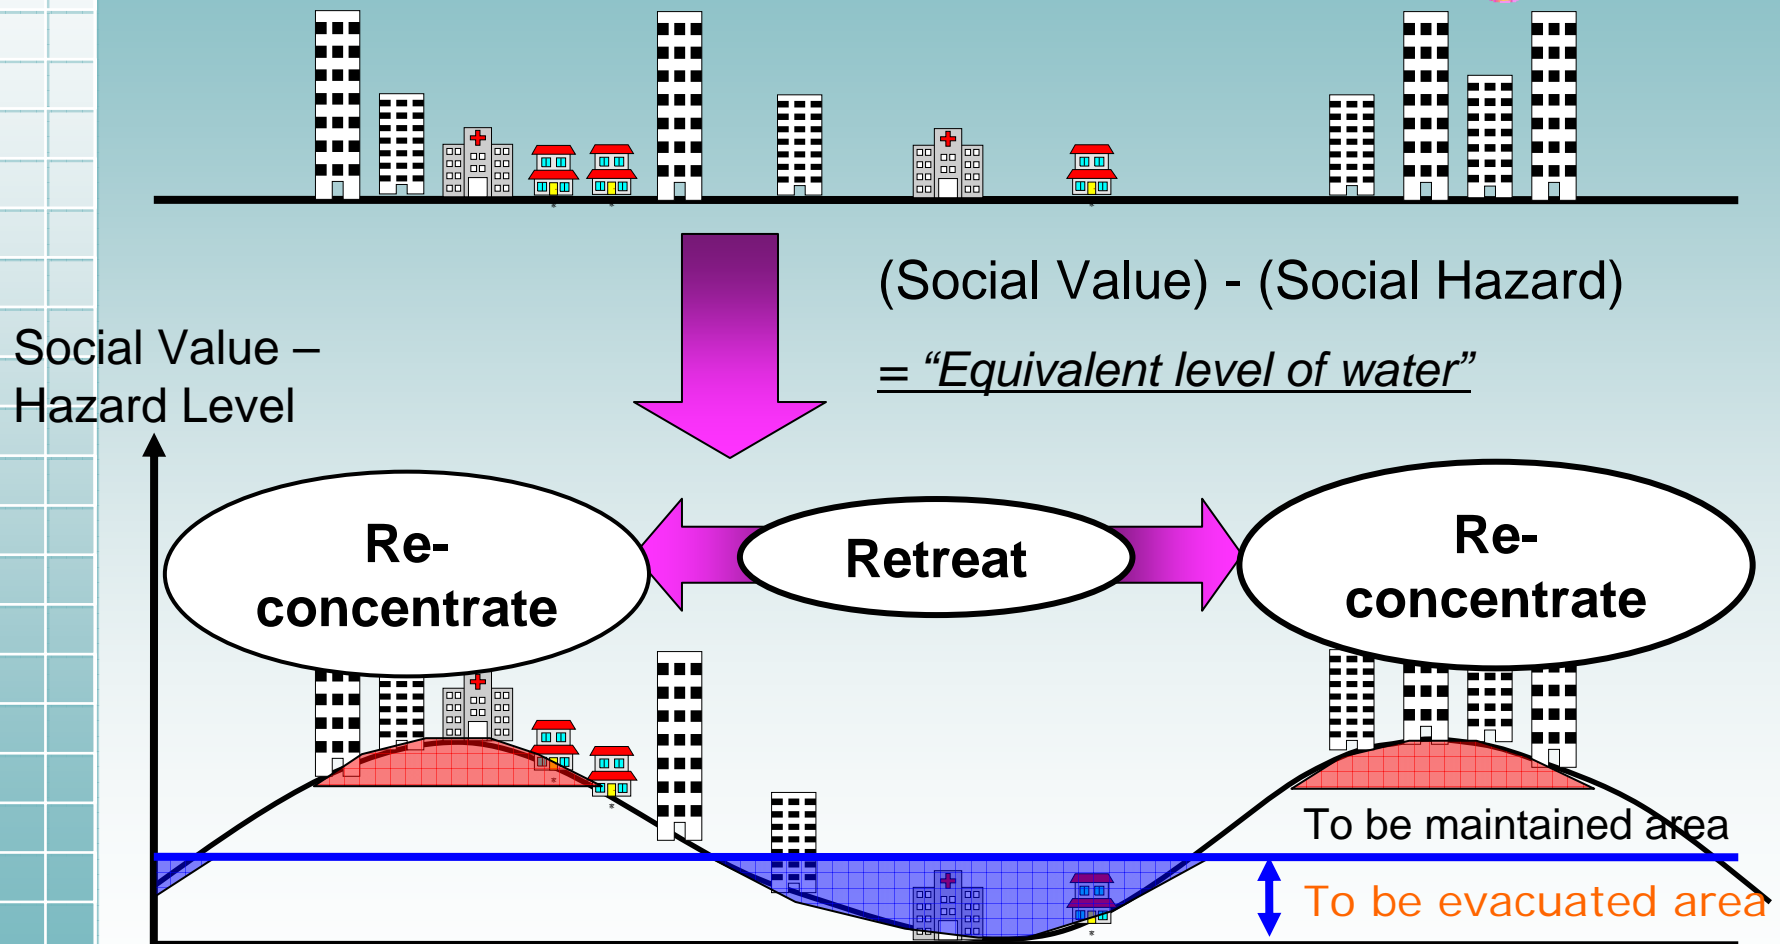 (Social Value) - (Social Hazard)
= “Equivalent level of water”
Social Value –
Hazard Level
Re-
concentrate
Retreat
Re-
concentrate
To be maintained area
To be evacuated area